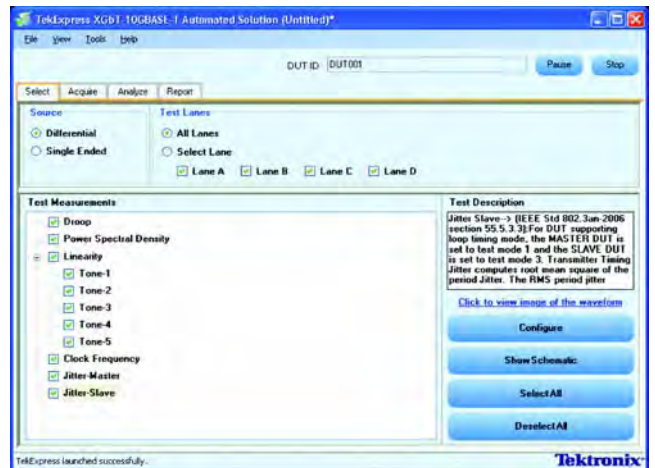 TekExpress XGbT-10GBASE-T Automated Solution (Untitled)*
File View Tools Help
DUT ID DUT001 Pause Stop
Select Acquire Analyze Report
Source Test Lanes
Differential All Lanes
Single Ended Select Lane
Lane A Lane B Lane C Lane D
Test Measurements
Droop
Power Spectral Density
Linearity
Tone-1
Tone-2
Tone-3
Tone-4
Tone-5
Clock Frequency
Jitter-Master
Jitter-Slave
Test Description
Jitter Slave--> [IEEE Std 802.3an-2006
section 55.5.3.3]:For DUT supporting
loop timing mode, the MASTER DUT is
set to test mode 1 and the SLAVE DUT
is set to test mode 3. Transmitter Timing
Jitter computes root mean square of the
period Jitter. The RMS period jitter
Click to view image of the waveform
Configure
Show Schematic
Select All
Deselect All
TekExpress launched successfully.
Tektronix